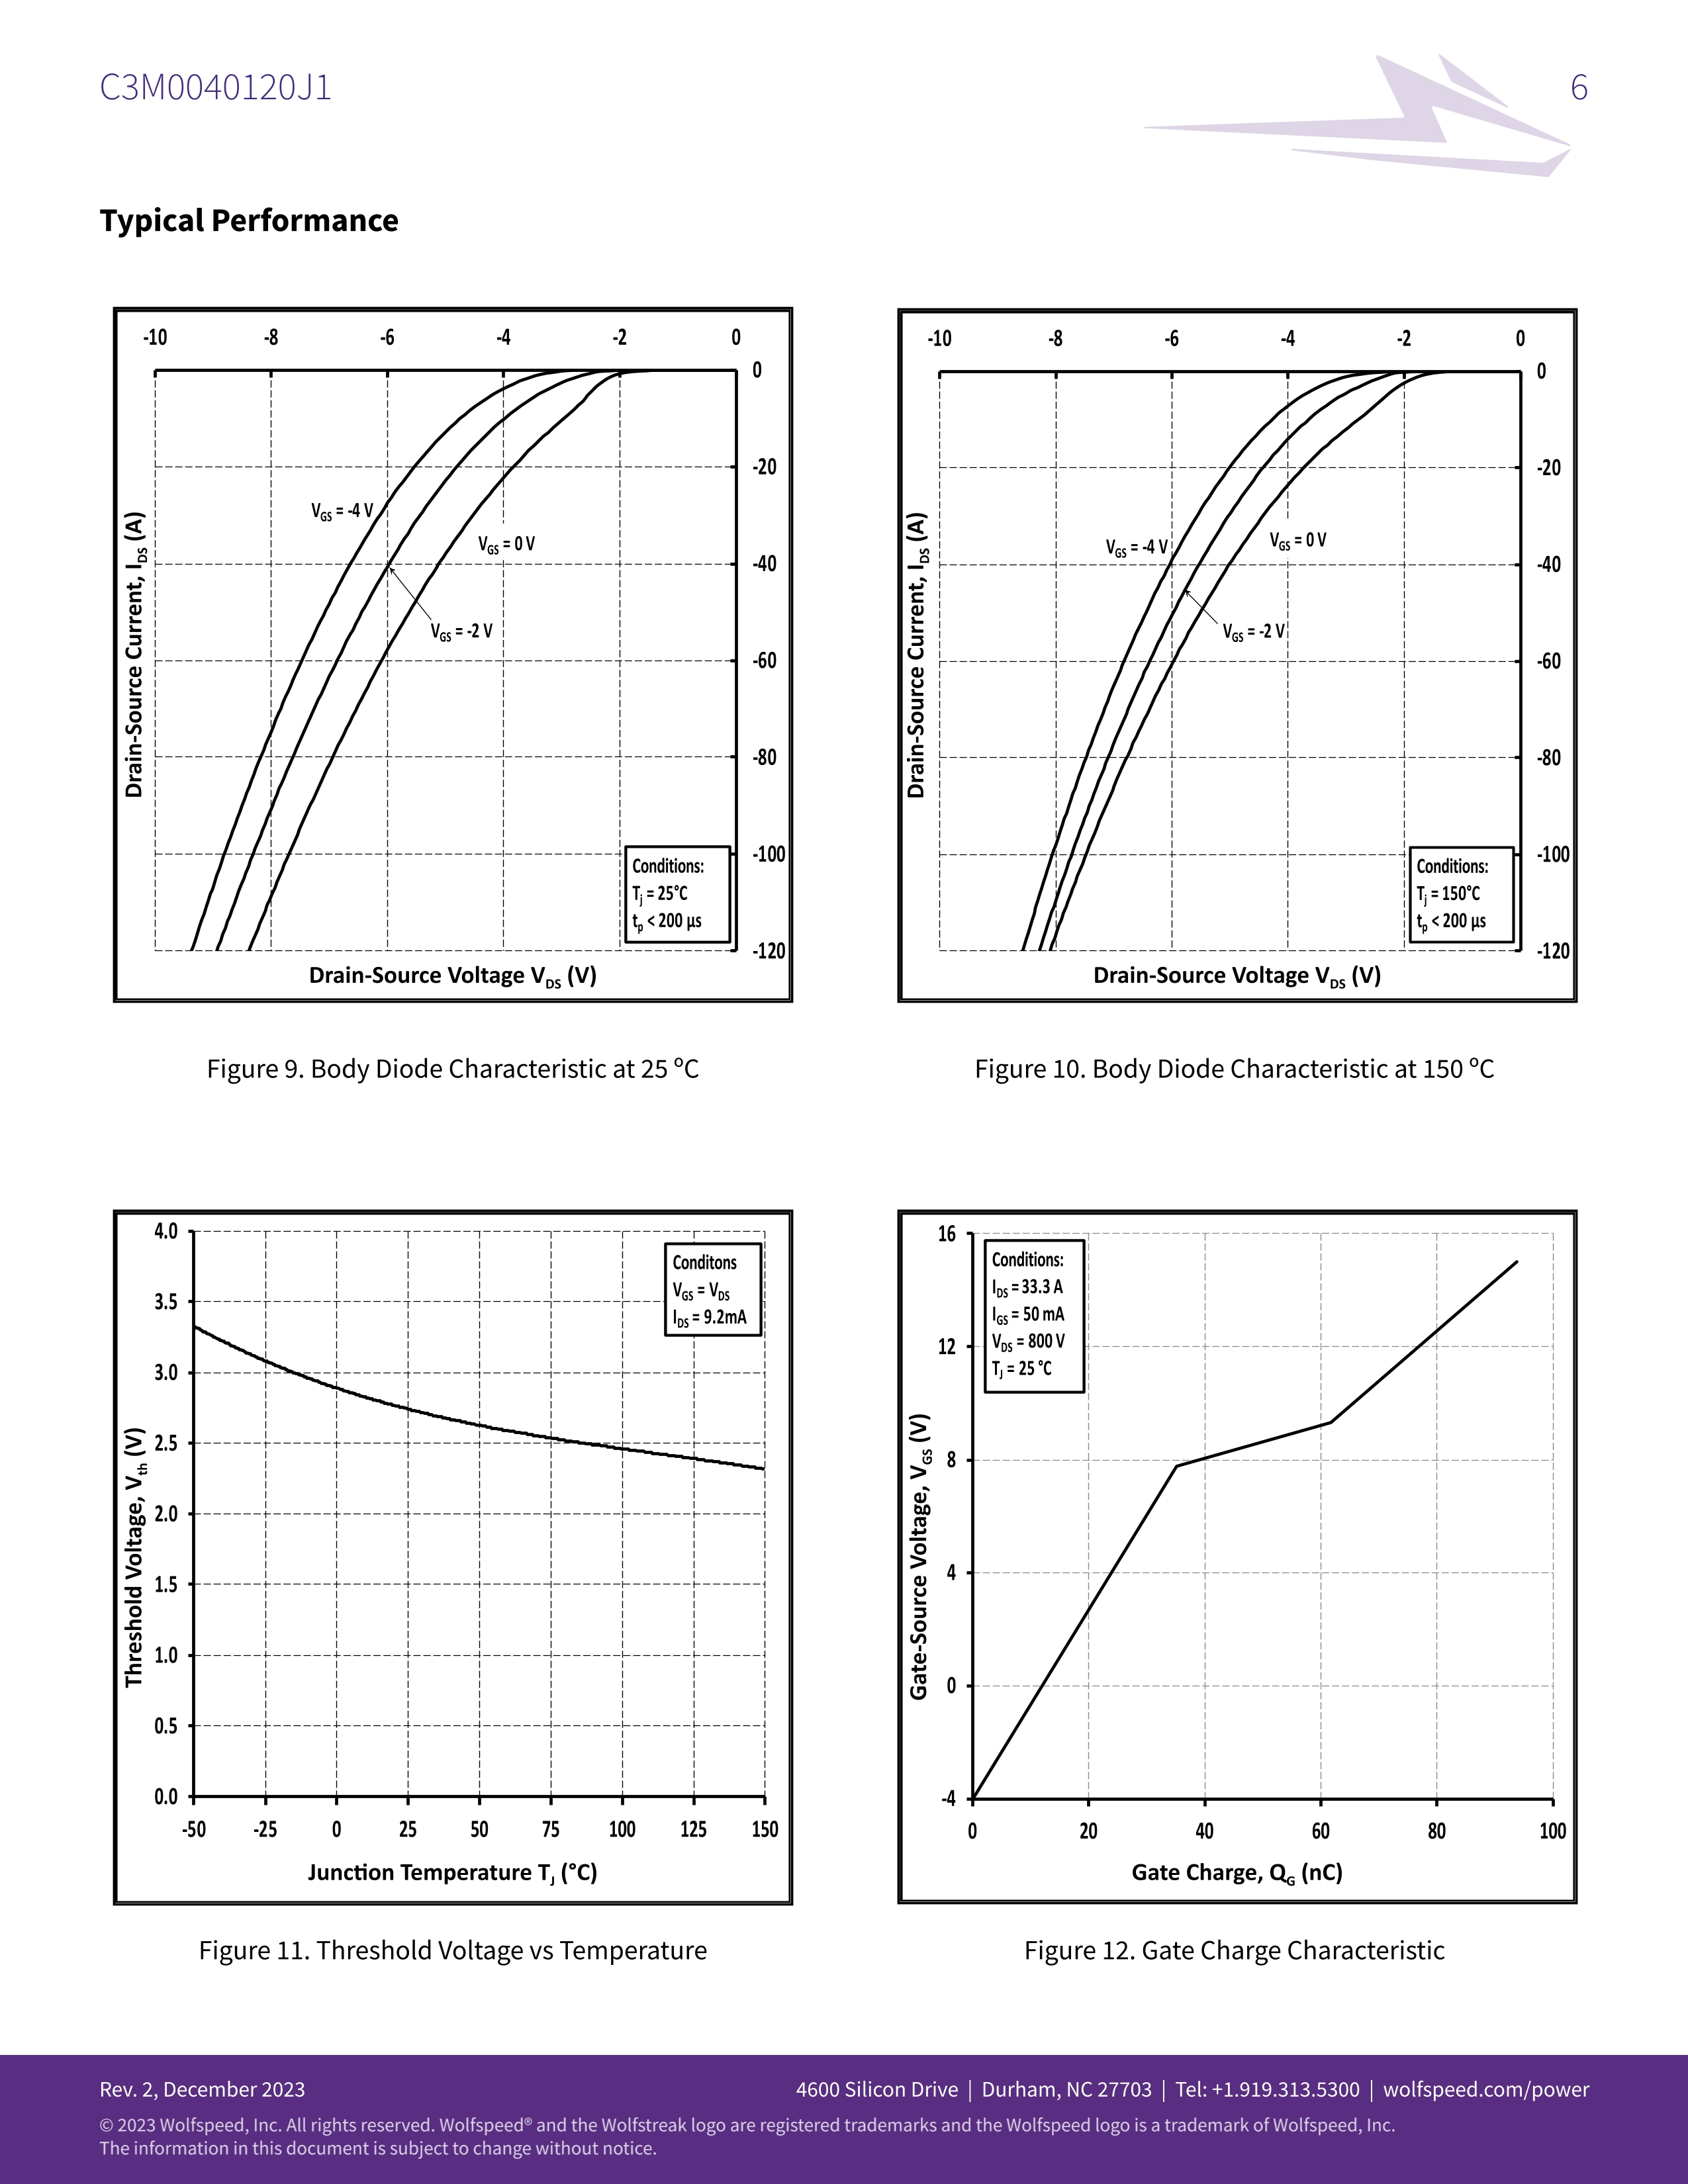 C3M0040120J1
6
Typical Performance
-10 -8 -6 -4 -2 0
0
-20
-40
-60
-80
-100
-120
Drain-Source Current, IDS (A)
VGS = -4 V
VGS = 0 V
VGS = -2 V
Conditions:
Tj = 25°C
tp < 200 µs
Drain-Source Voltage VDS (V)
Figure 9. Body Diode Characteristic at 25 ºC
-10 -8 -6 -4 -2 0
0
-20
-40
-60
-80
-100
-120
Drain-Source Current, IDS (A)
VGS = -4 V
VGS = 0 V
VGS = -2 V
Conditions:
Tj = 150°C
tp < 200 µs
Drain-Source Voltage VDS (V)
Figure 10. Body Diode Characteristic at 150 ºC
4.0
3.5
3.0
2.5
2.0
1.5
1.0
0.5
0.0
Threshold Voltage, Vth (V)
Conditons
VGS = VDS
IDS = 9.2mA
-50 -25 0 25 50 75 100 125 150
Junction Temperature TJ (°C)
Figure 11. Threshold Voltage vs Temperature
16
12
8
4
0
-4
Gate-Source Voltage, VGS (V)
Conditions:
IDS = 33.3 A
IGS = 50 mA
VDS = 800 V
TJ = 25 °C
0 20 40 60 80 100
Gate Charge, QG (nC)
Figure 12. Gate Charge Characteristic
Rev. 2, December 2023
4600 Silicon Drive | Durham, NC 27703 | Tel: +1.919.313.5300 | wolfspeed.com/power
© 2023 Wolfspeed, Inc. All rights reserved. Wolfspeed® and the Wolfstreak logo are registered trademarks and the Wolfspeed logo is a trademark of Wolfspeed, Inc.
The information in this document is subject to change without notice.